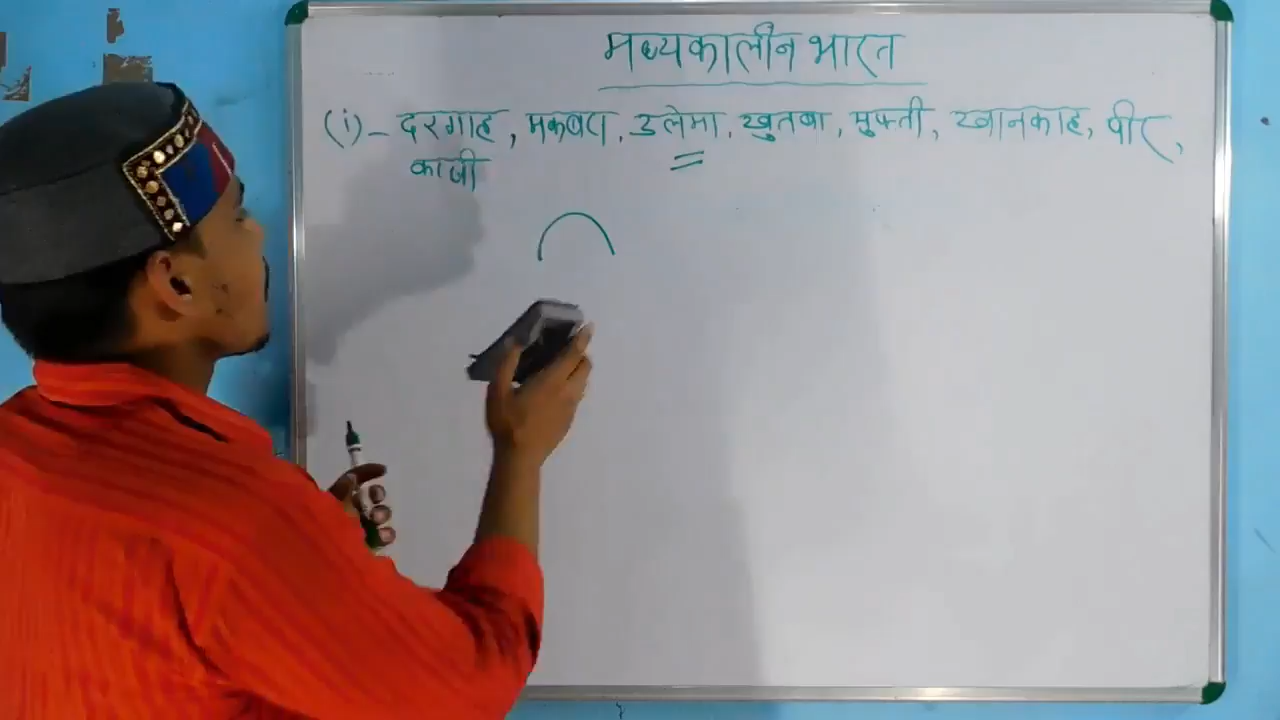 मध्यकालीन भारत
(i) - दरगाह, मकबरा, उलेमा, खुतबा, मुफ्ती, खानकाह, पीर,
काजी